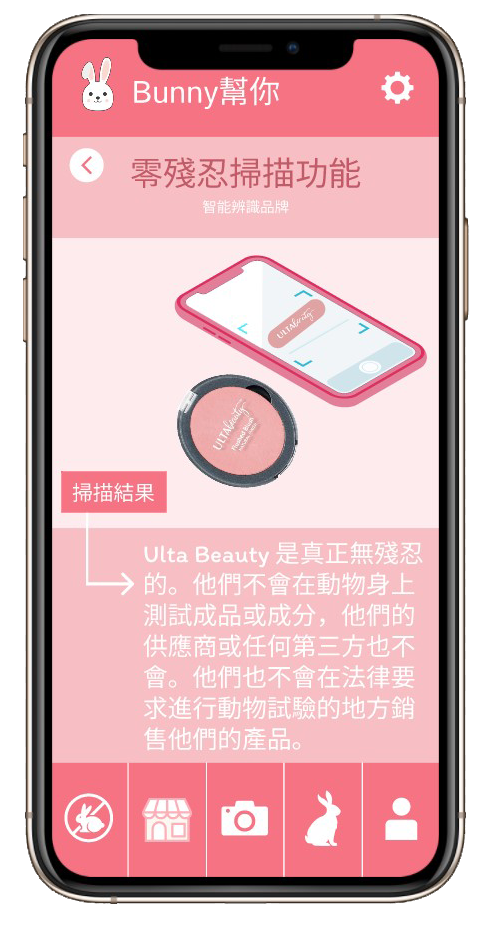 Bunny幫你
零殘忍掃描功能
智能辨識品牌
ULTAbeauty
ULTAbeauty
Flushed Blush
掃描結果
Ulta Beauty 是真正無殘忍
的。他們不會在動物身上
測試成品或成分，他們的
供應商或任何第三方也不
會。他們也不會在法律要
求進行動物試驗的地方銷
售他們的產品。